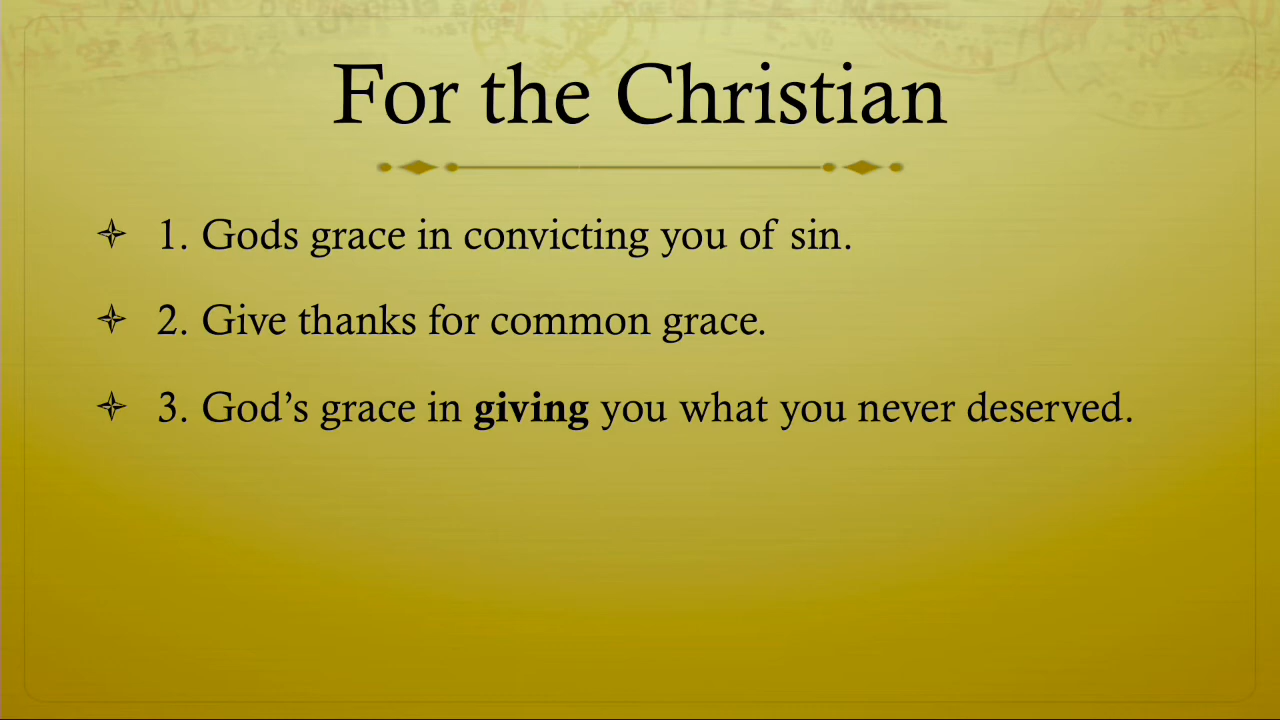 For the Christian
1. Gods grace in convicting you of sin.
2. Give thanks for common grace.
3. God’s grace in giving you what you never deserved.